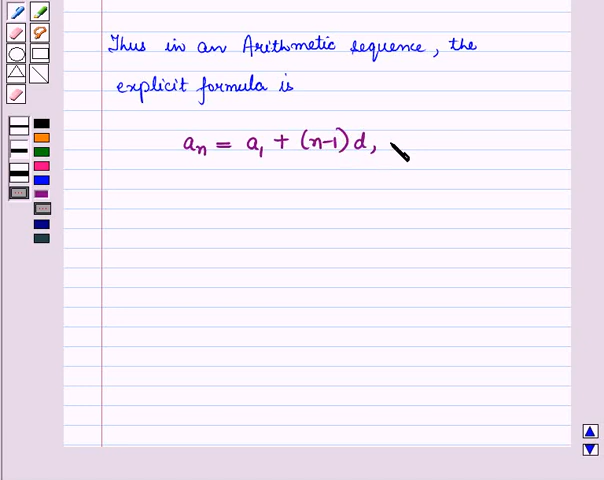 Thus in an Arithmetic sequence, the
explicit formula is
aₙ = a₁ + (n-1)d,